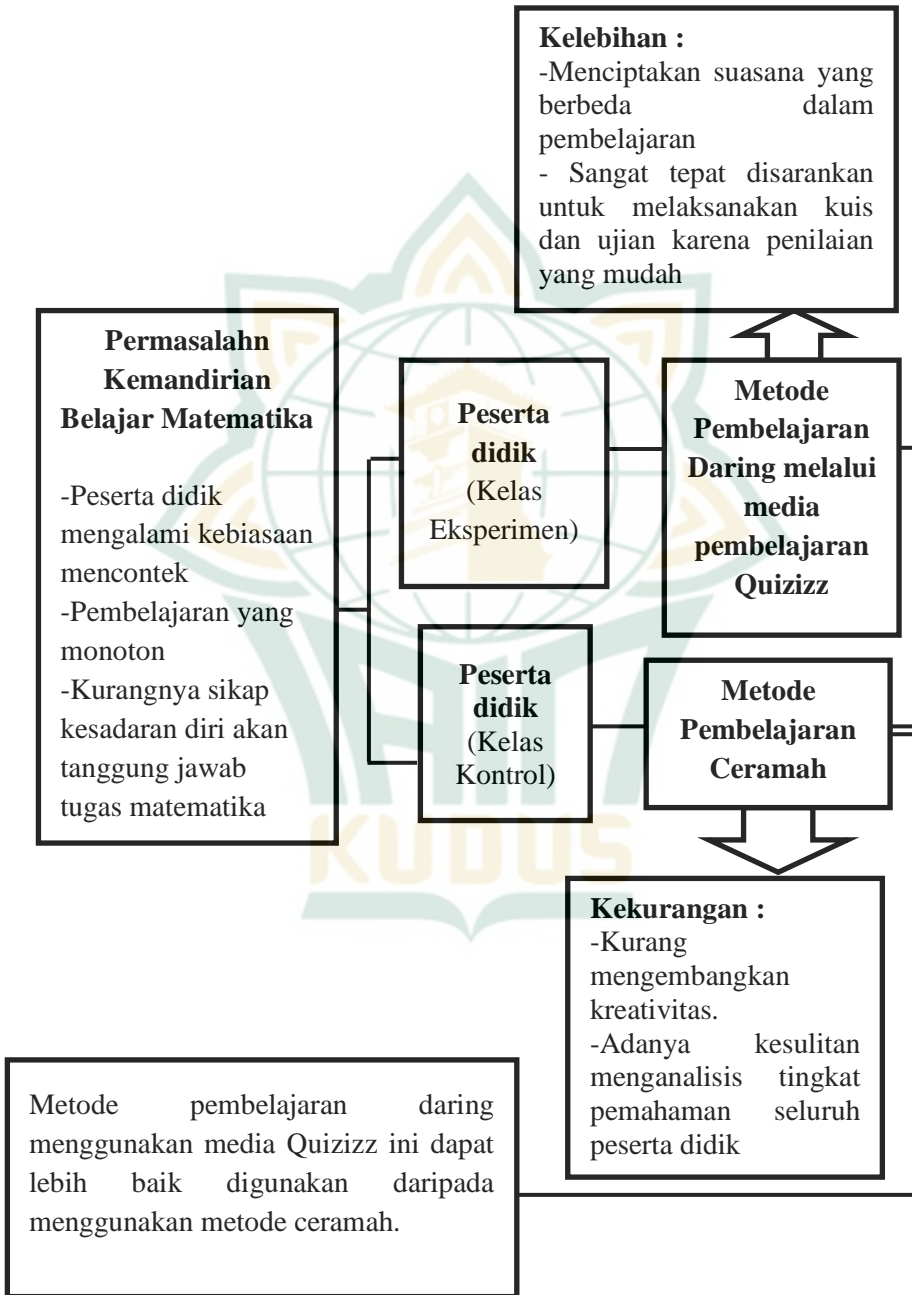 Kelebihan :
-Menciptakan suasana yang
berbeda dalam
pembelajaran
- Sangat tepat disarankan
untuk melaksanakan kuis
dan ujian karena penilaian
yang mudah
Permasalahn
Kemandirian
Belajar Matematika
-Peserta didik
mengalami kebiasaan
mencontek
-Pembelajaran yang
monoton
-Kurangnya sikap
kesadaran diri akan
tanggung jawab
tugas matematika
Peserta
didik
(Kelas
Eksperimen)
Metode
Pembelajaran
Daring melalui
media
pembelajaran
Quizizz
Peserta
didik
(Kelas
Kontrol)
Metode
Pembelajaran
Ceramah
KUDUS
Kekurangan :
-Kurang
mengembangkan
kreativitas.
-Adanya kesulitan
menganalisis tingkat
pemahaman seluruh
peserta didik
Metode pembelajaran daring
menggunakan media Quizizz ini dapat
lebih baik digunakan daripada
menggunakan metode ceramah.